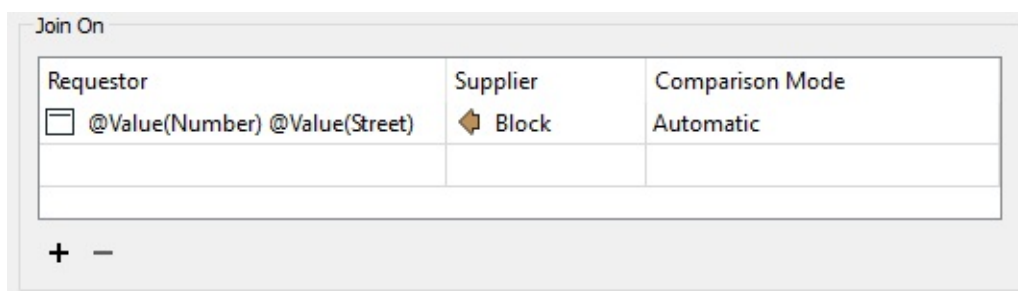 Join On
Requestor Supplier Comparison Mode
@Value(Number) @Value(Street) Block Automatic